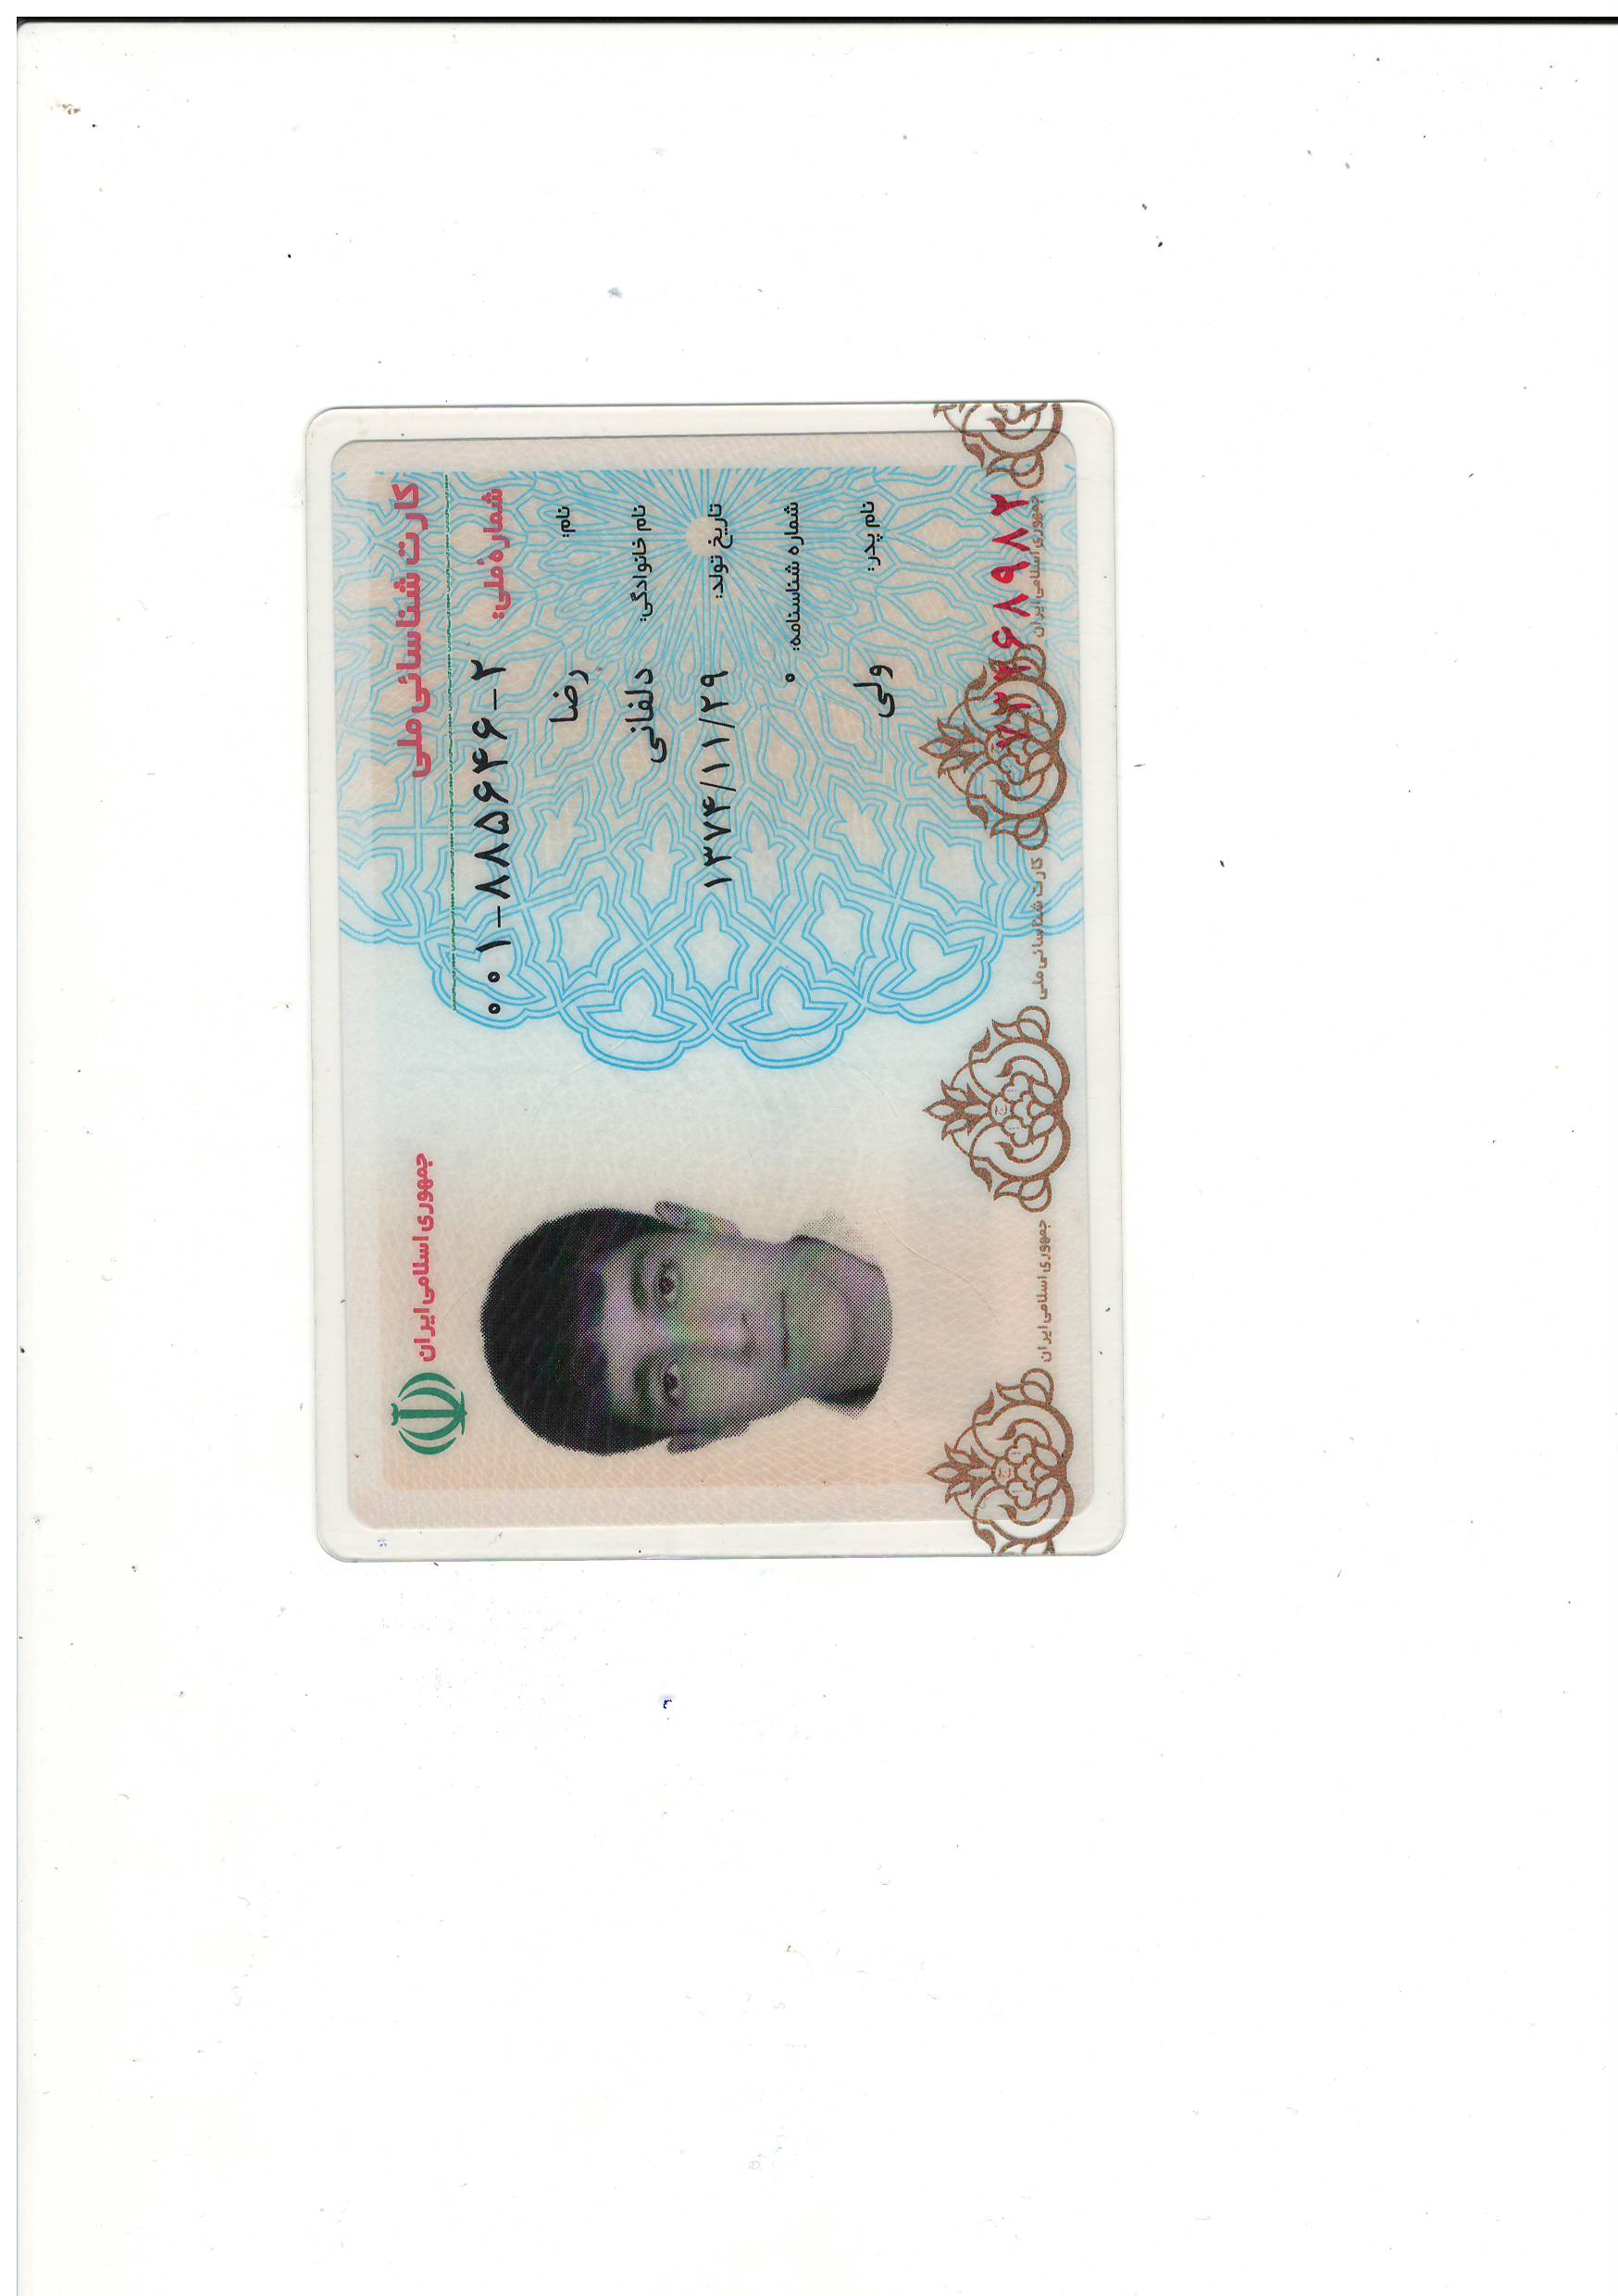 جمهوری اسلامی ایران
کارت شناسائی ملی
شماره ملی: ۰۰۱-۸۸۵۶۴۶-۲
نام: رضا
نام خانوادگی: دلفانی
تاریخ تولد: ۱۳۷۴/۱۱/۲۹
شماره شناسنامه: ۰
نام پدر: ولی
جمهوری اسلامی ایران
کارت شناسائی ملی
جمهوری اسلامی ایران